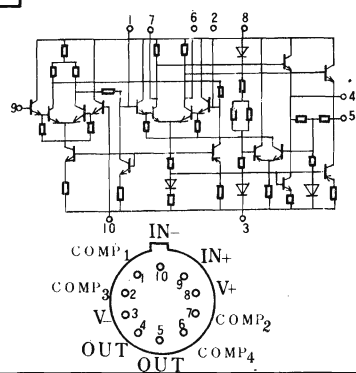 1 7 6 2 8
9
4
5
10 3
IN-
COMP1 IN+
10
1 9
COMP3 2 8 V+
V- 3 7 COMP2
4 5 6
OUT COMP4
OUT